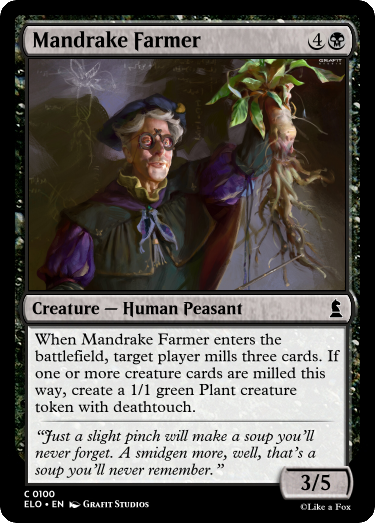 Mandrake Farmer 4
GRAFIT
STUDIOS
Creature — Human Peasant
When Mandrake Farmer enters the
battlefield, target player mills three cards. If
one or more creature cards are milled this
way, create a 1/1 green Plant creature
token with deathtouch.
“Just a slight pinch will make a soup you’ll
never forget. A smidgen more, well, that’s a
soup you’ll never remember.”
3/5
C 0100
ELO • EN Grafit Studios
©Like a Fox